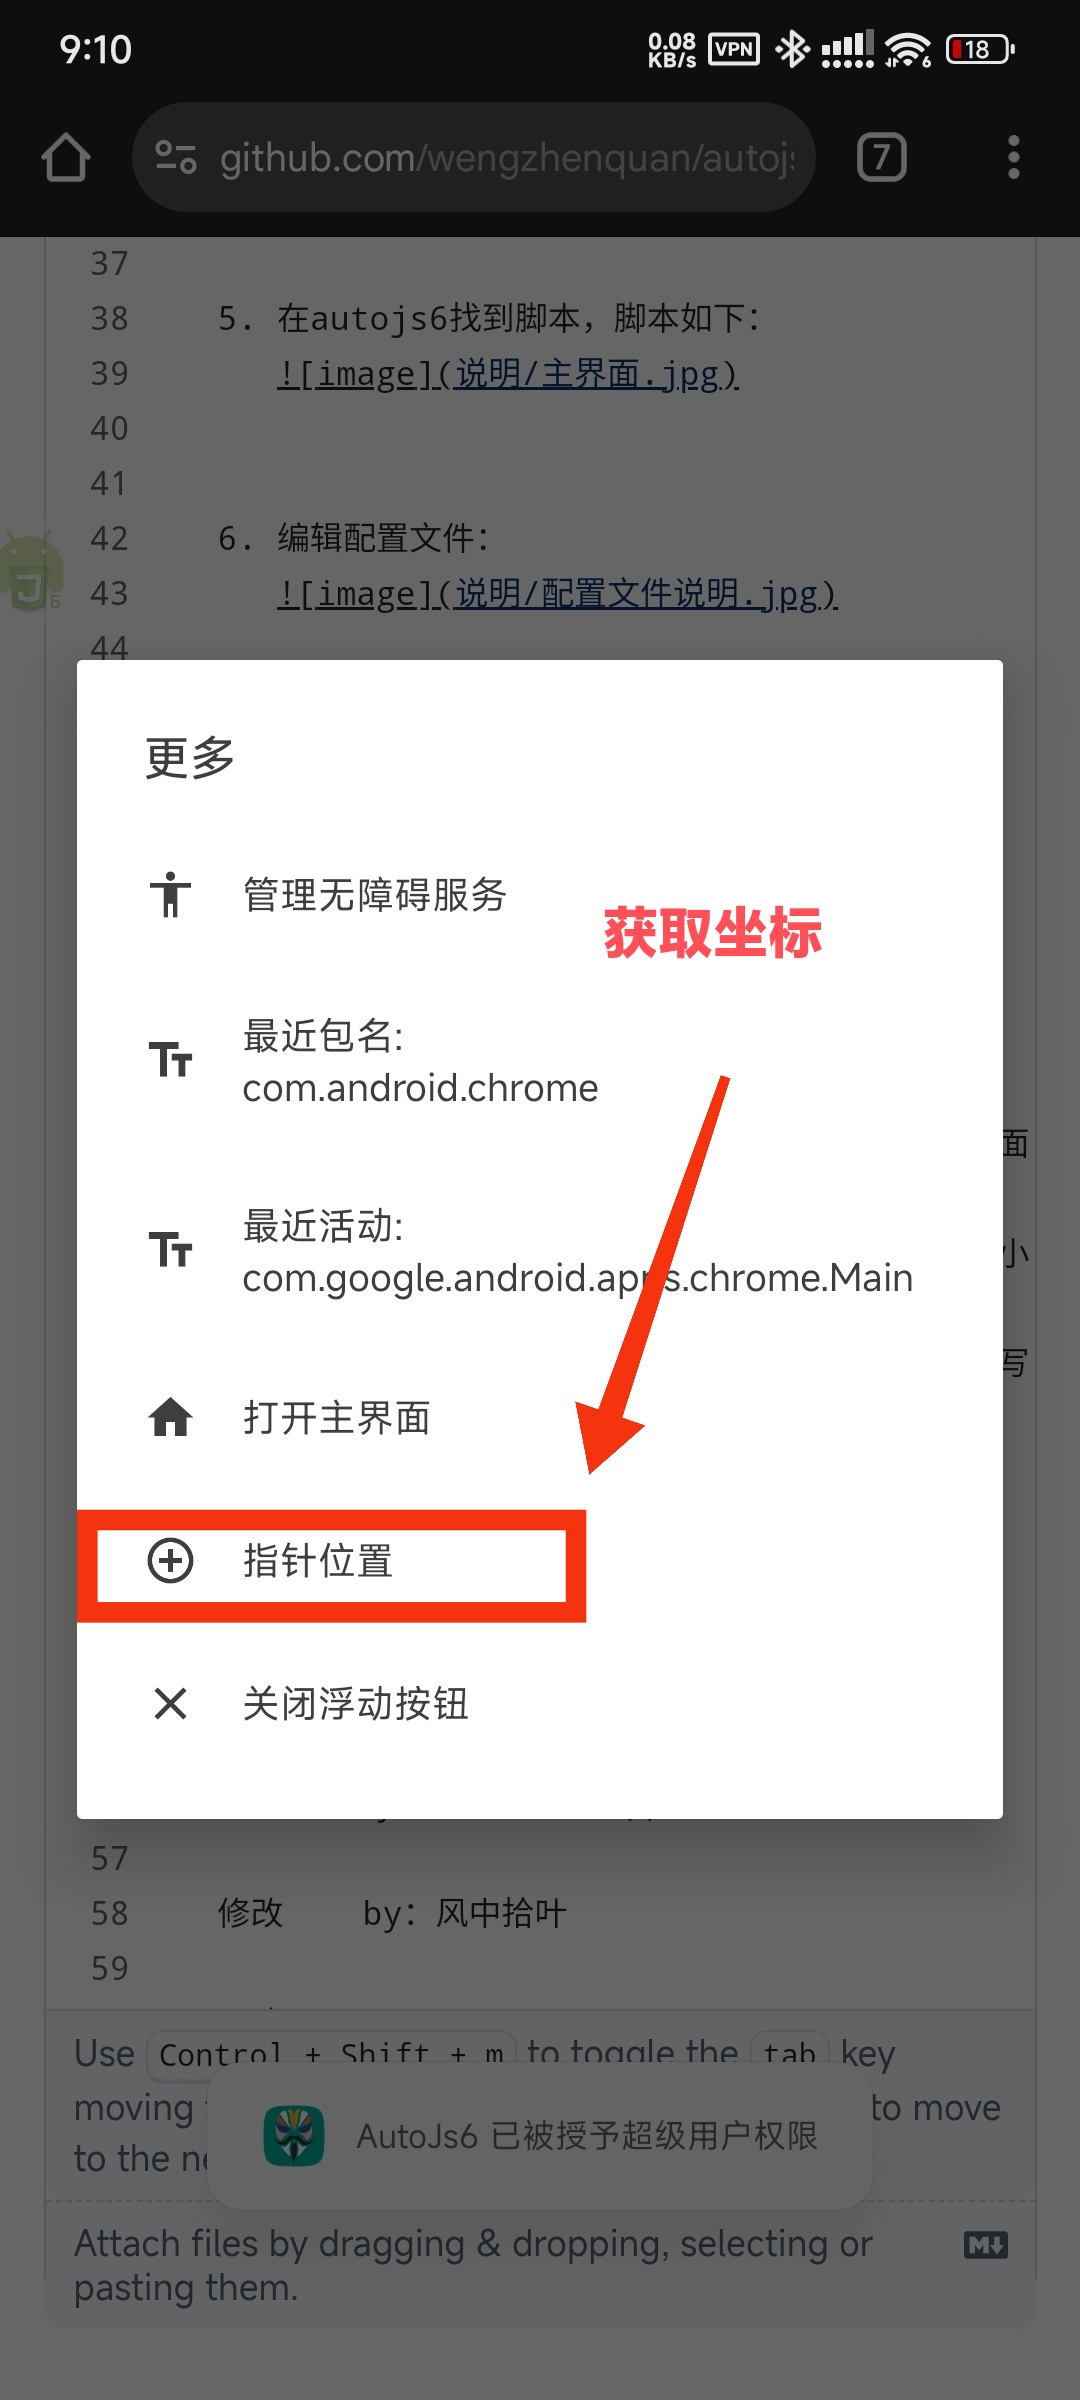 9:10
0.08 KB/s VPN 6 18
github.com/wengzhenquan/autojs
7
37
38 5. 在autojs6找到脚本，脚本如下：
39 ![image](说明/主界面.jpg)
40
41
42 6. 编辑配置文件：
43 ![image](说明/配置文件说明.jpg)
44
更多
管理无障碍服务
获取坐标
最近包名:
com.android.chrome
面
最近活动:
com.google.android.apps.chrome.Main
小
写
打开主界面
指针位置
关闭浮动按钮
57
58 修改 by：风中拾叶
59
Use Control + Shift + m to toggle the tab key
moving to move
to the ne
AutoJs6 已被授予超级用户权限
Attach files by dragging & dropping, selecting or
pasting them.